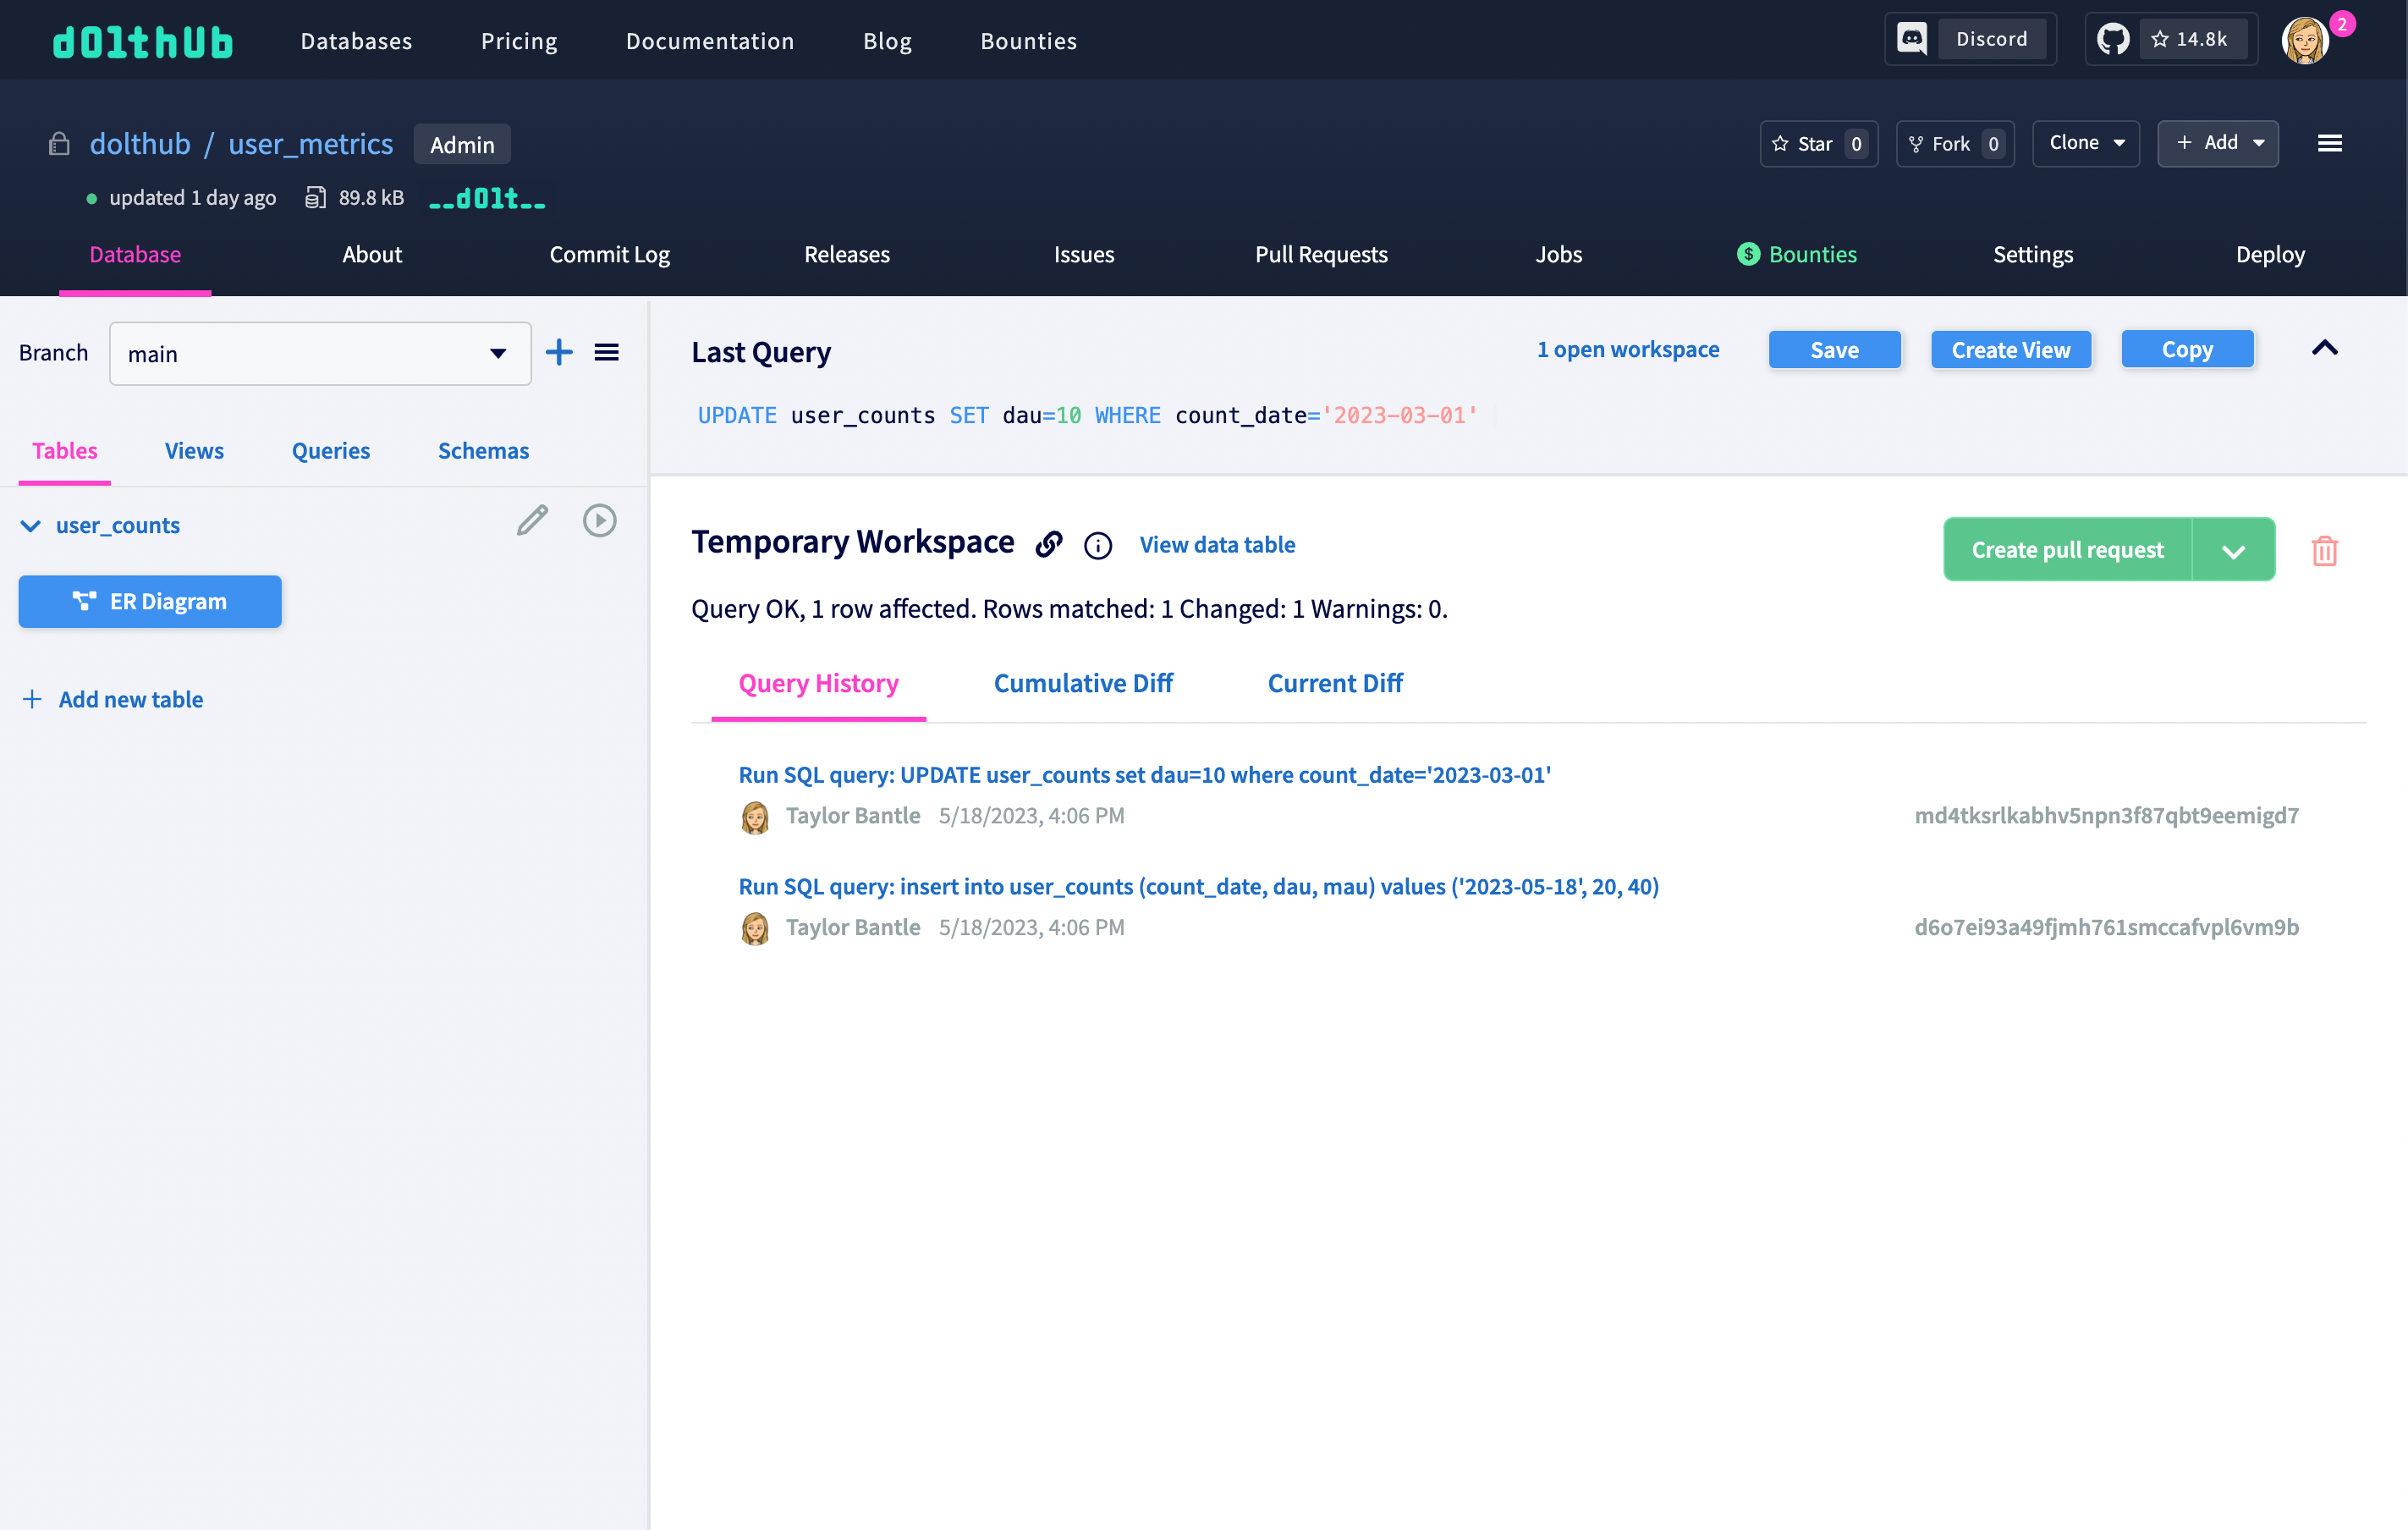 dolthub Databases Pricing Documentation Blog Bounties Discord 14.8k 2
dolthub / user_metrics Admin Star 0 Fork 0 Clone + Add
updated 1 day ago 89.8 kB __dolt__
Database About Commit Log Releases Issues Pull Requests Jobs $ Bounties Settings Deploy
Branch main
Tables Views Queries Schemas
user_counts
ER Diagram
+ Add new table
Last Query 1 open workspace Save Create View Copy
UPDATE user_counts SET dau=10 WHERE count_date='2023-03-01'
Temporary Workspace View data table Create pull request
Query OK, 1 row affected. Rows matched: 1 Changed: 1 Warnings: 0.
Query History Cumulative Diff Current Diff
Run SQL query: UPDATE user_counts set dau=10 where count_date='2023-03-01'
Taylor Bantle 5/18/2023, 4:06 PM md4tksrlkabhv5npn3f87qbt9eemigd7
Run SQL query: insert into user_counts (count_date, dau, mau) values ('2023-05-18', 20, 40)
Taylor Bantle 5/18/2023, 4:06 PM d6o7ei93a49fjmh761smccafvpl6vm9b